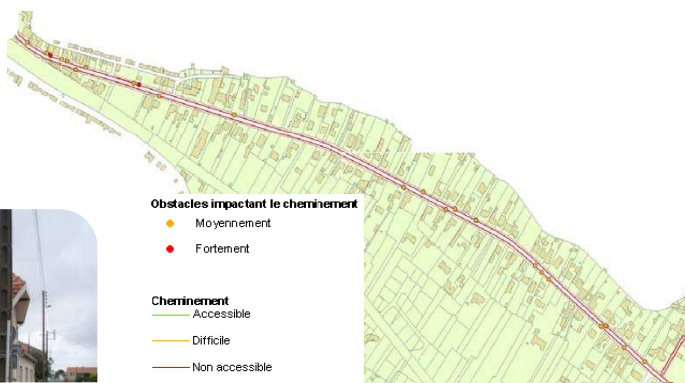 Obstacles impactant le cheminement
Moyennement
Fortement
Cheminement
Accessible
Difficile
Non accessible